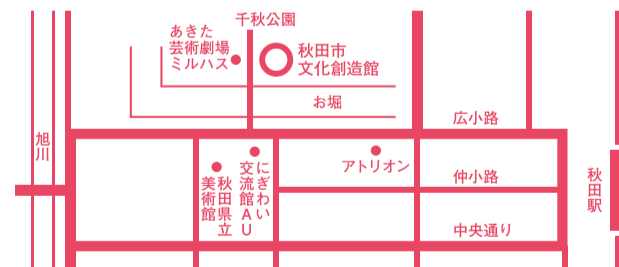 千秋公園
あきた
芸術劇場
ミルハス
秋田市
文化創造館
お堀
広小路
旭川
アトリオン
仲小路
秋田駅
にぎわい
交流館AU
秋田県立
美術館
中央通り